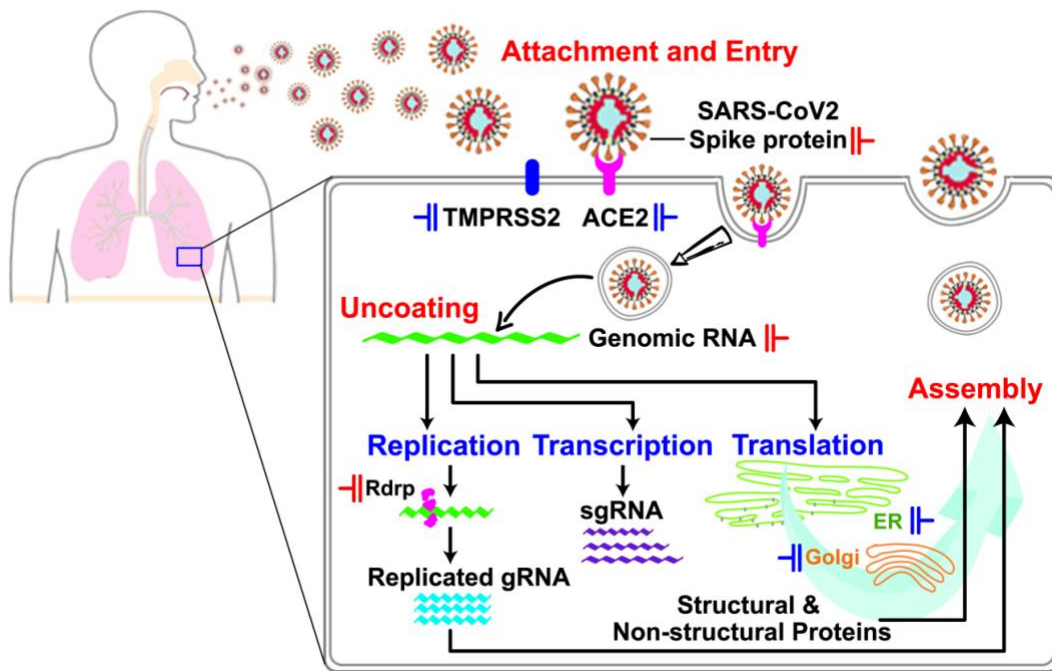 Attachment and Entry
SARS-CoV2
Spike protein
TMPRSS2
ACE2
Uncoating
Genomic RNA
Assembly
Replication
Transcription
Translation
Rdrp
sgRNA
ER
Golgi
Replicated gRNA
Structural &
Non-structural Proteins